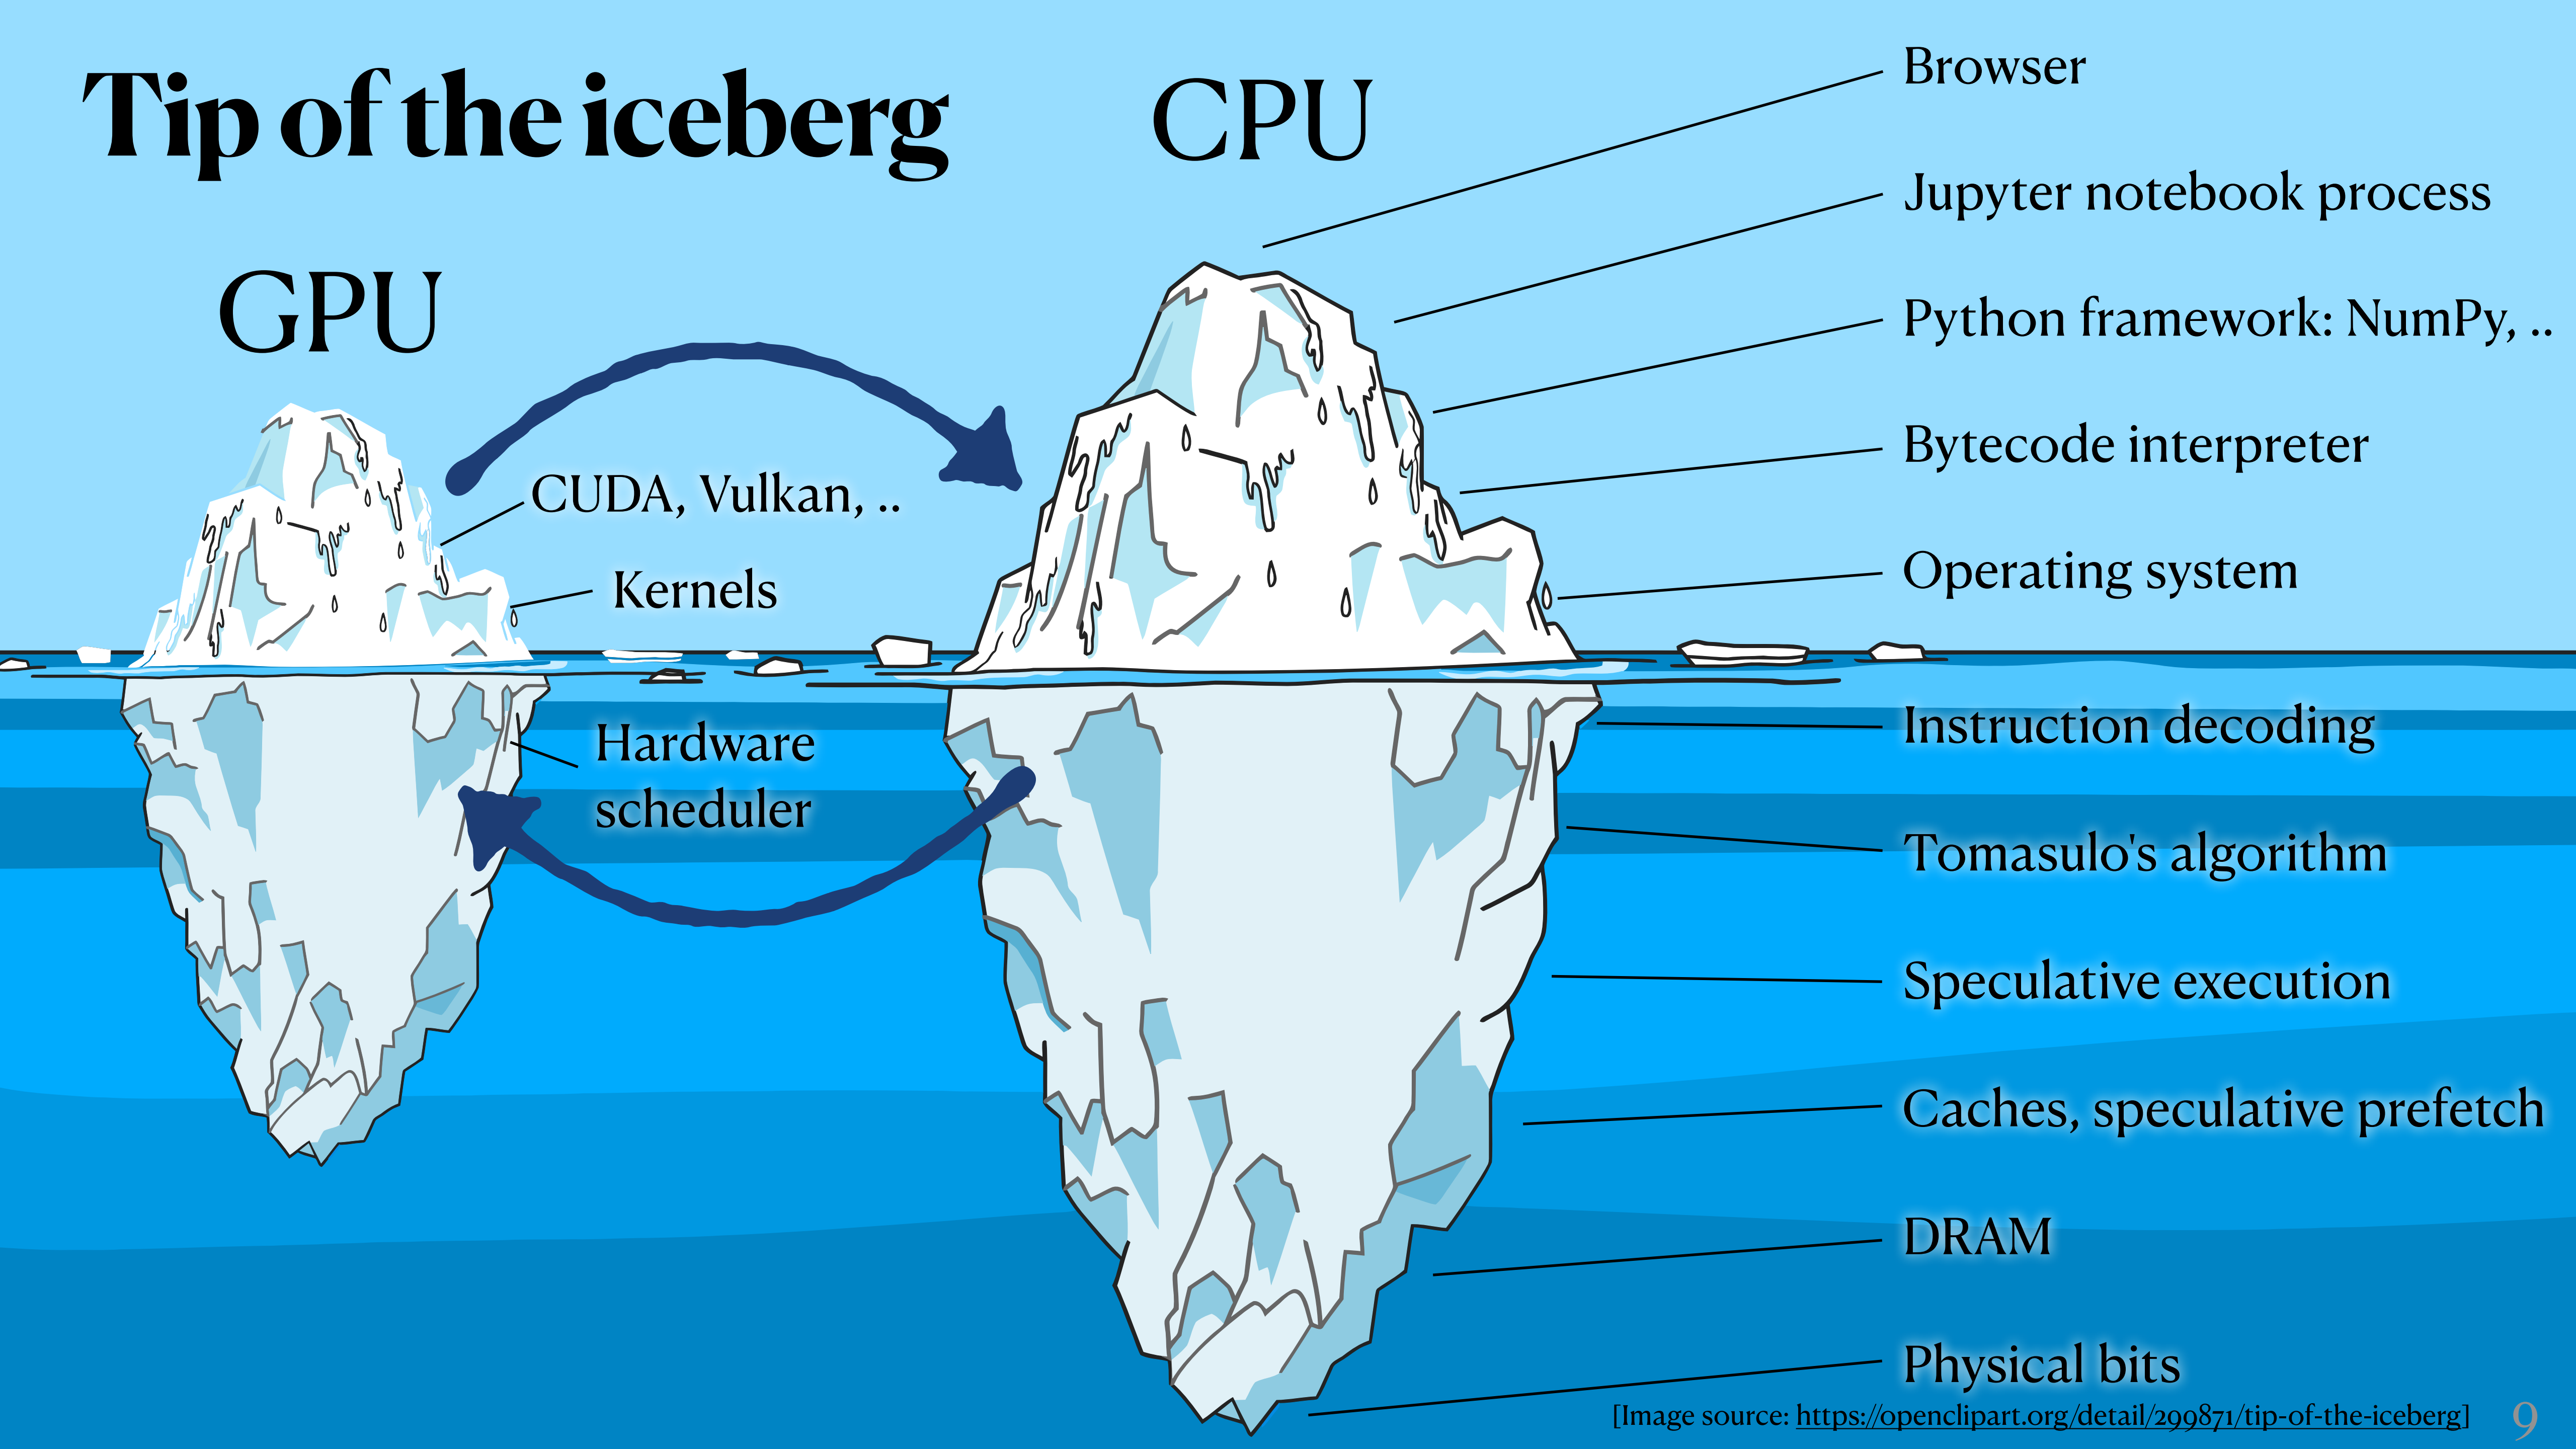 Tip of the iceberg
CPU
GPU
CUDA, Vulkan, ..
Kernels
Hardware
scheduler
Browser
Jupyter notebook process
Python framework: NumPy, ..
Bytecode interpreter
Operating system
Instruction decoding
Tomasulo's algorithm
Speculative execution
Caches, speculative prefetch
DRAM
Physical bits
[Image source: https://openclipart.org/detail/299871/tip-of-the-iceberg]
9